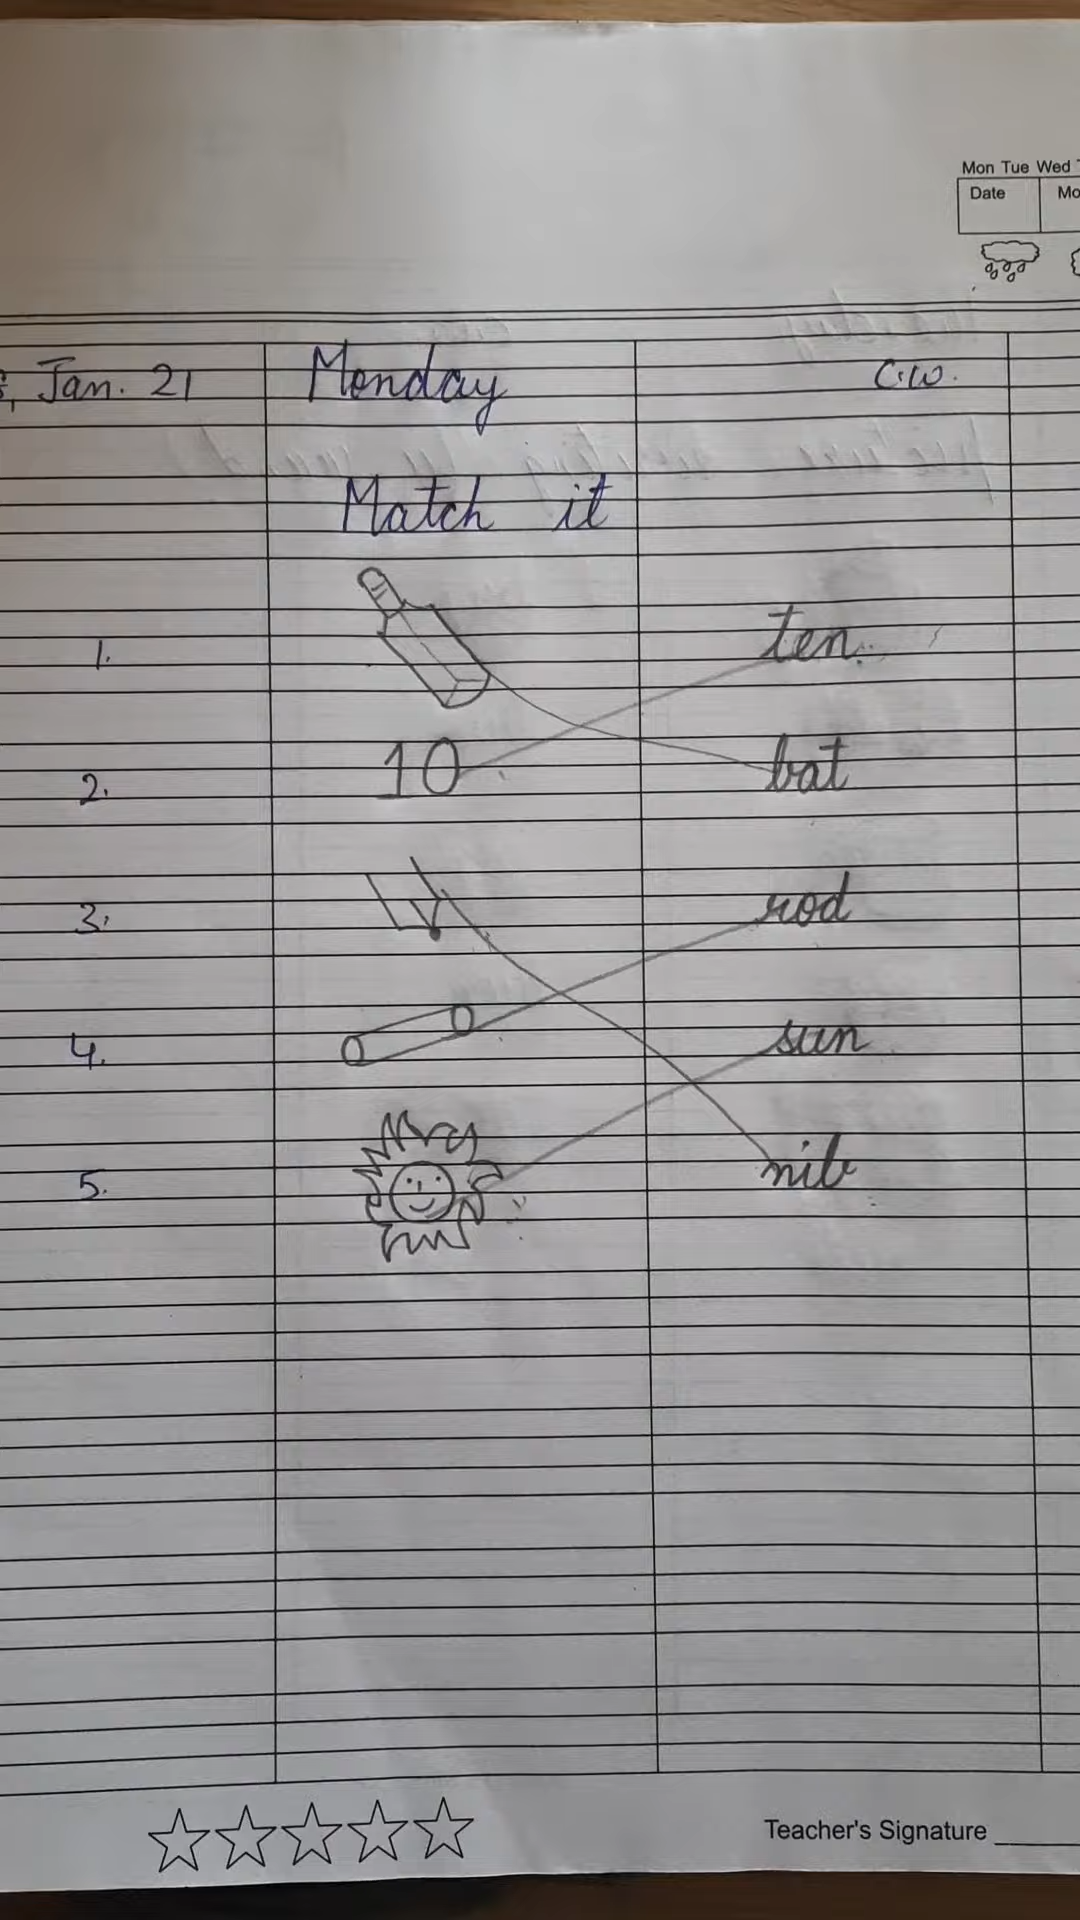 Mon Tue Wed
Date Mo
Jan. 21 Monday C.W.
Match it
1. ten
2. 10 bat
3. rod
4. sun
5. nib
Teacher's Signature